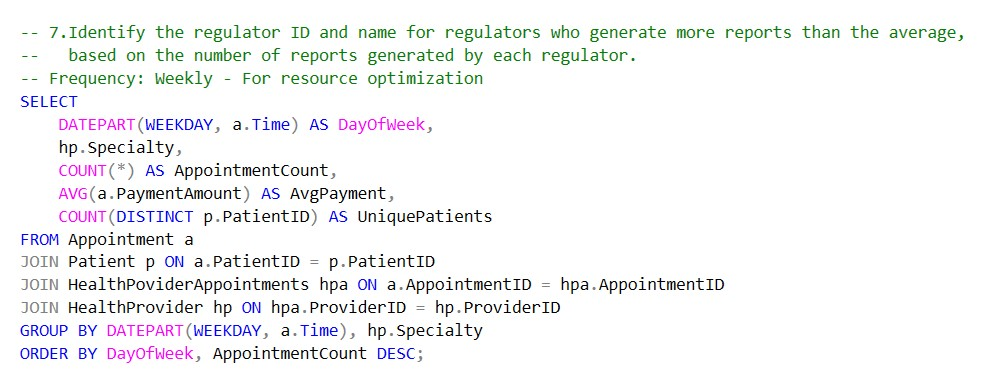 -- 7.Identify the regulator ID and name for regulators who generate more reports than the average,
--   based on the number of reports generated by each regulator.
-- Frequency: Weekly - For resource optimization
SELECT
    DATEPART(WEEKDAY, a.Time) AS DayOfWeek,
    hp.Specialty,
    COUNT(*) AS AppointmentCount,
    AVG(a.PaymentAmount) AS AvgPayment,
    COUNT(DISTINCT p.PatientID) AS UniquePatients
FROM Appointment a
JOIN Patient p ON a.PatientID = p.PatientID
JOIN HealthPoviderAppointments hpa ON a.AppointmentID = hpa.AppointmentID
JOIN HealthProvider hp ON hpa.ProviderID = hp.ProviderID
GROUP BY DATEPART(WEEKDAY, a.Time), hp.Specialty
ORDER BY DayOfWeek, AppointmentCount DESC;